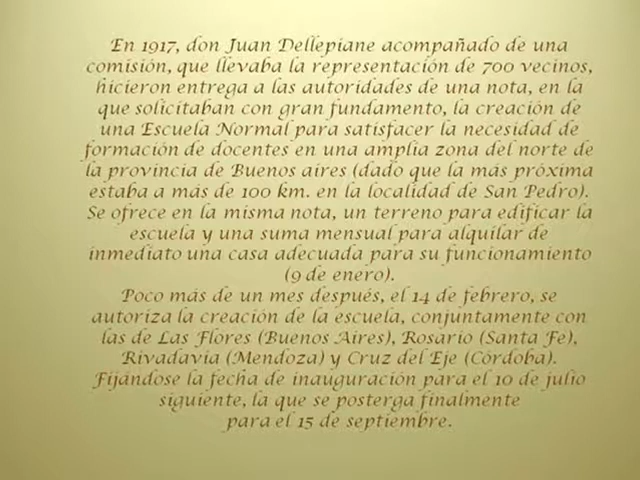 En 1917, don Juan Dellepiane acompañado de una
comisión, que llevaba la representación de 700 vecinos,
hicieron entrega a las autoridades de una nota, en la
que solicitaban con gran fundamento, la creación de
una Escuela Normal para satisfacer la necesidad de
formación de docentes en una amplia zona del norte de
la provincia de Buenos aires (dado que la más próxima
estaba a más de 100 km. en la localidad de San Pedro).
Se ofrece en la misma nota, un terreno para edificar la
escuela y una suma mensual para alquilar de
inmediato una casa adecuada para su funcionamiento
(9 de enero).
Poco más de un mes después, el 14 de febrero, se
autoriza la creación de la escuela, conjuntamente con
las de Las Flores (Buenos Aires), Rosario (Santa Fe),
Rivadavia (Mendoza) y Cruz del Eje (Córdoba).
Fijándose la fecha de inauguración para el 10 de julio
siguiente, la que se posterga finalmente
para el 15 de septiembre.